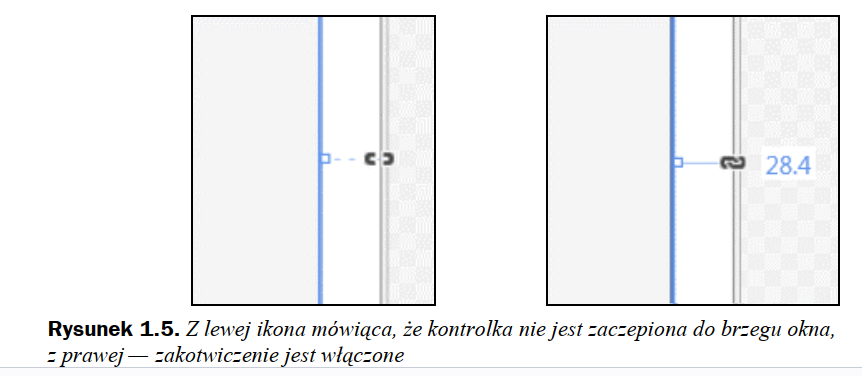 28.4
Rysunek 1.5. Z lewej ikona mówiąca, że kontrolka nie jest zaczepiona do brzegu okna,
z prawej — zakotwiczenie jest włączone